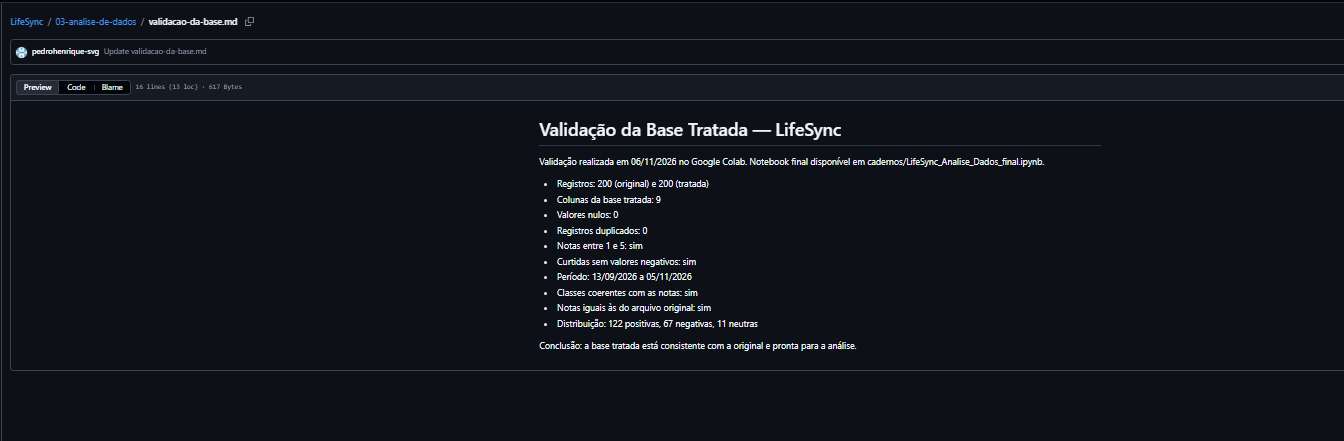 LifeSync / 03-analise-de-dados / validacao-da-base.md
pedrohenrique-svg Update validacao-da-base.md
Preview Code Blame 16 lines (13 loc) · 617 Bytes
Validação da Base Tratada — LifeSync
Validação realizada em 06/11/2026 no Google Colab. Notebook final disponível em cadernos/LifeSync_Analise_Dados_final.ipynb.
• Registros: 200 (original) e 200 (tratada)
• Colunas da base tratada: 9
• Valores nulos: 0
• Registros duplicados: 0
• Notas entre 1 e 5: sim
• Curtidas sem valores negativos: sim
• Período: 13/09/2026 a 05/11/2026
• Classes coerentes com as notas: sim
• Notas iguais às do arquivo original: sim
• Distribuição: 122 positivas, 67 negativas, 11 neutras
Conclusão: a base tratada está consistente com a original e pronta para a análise.